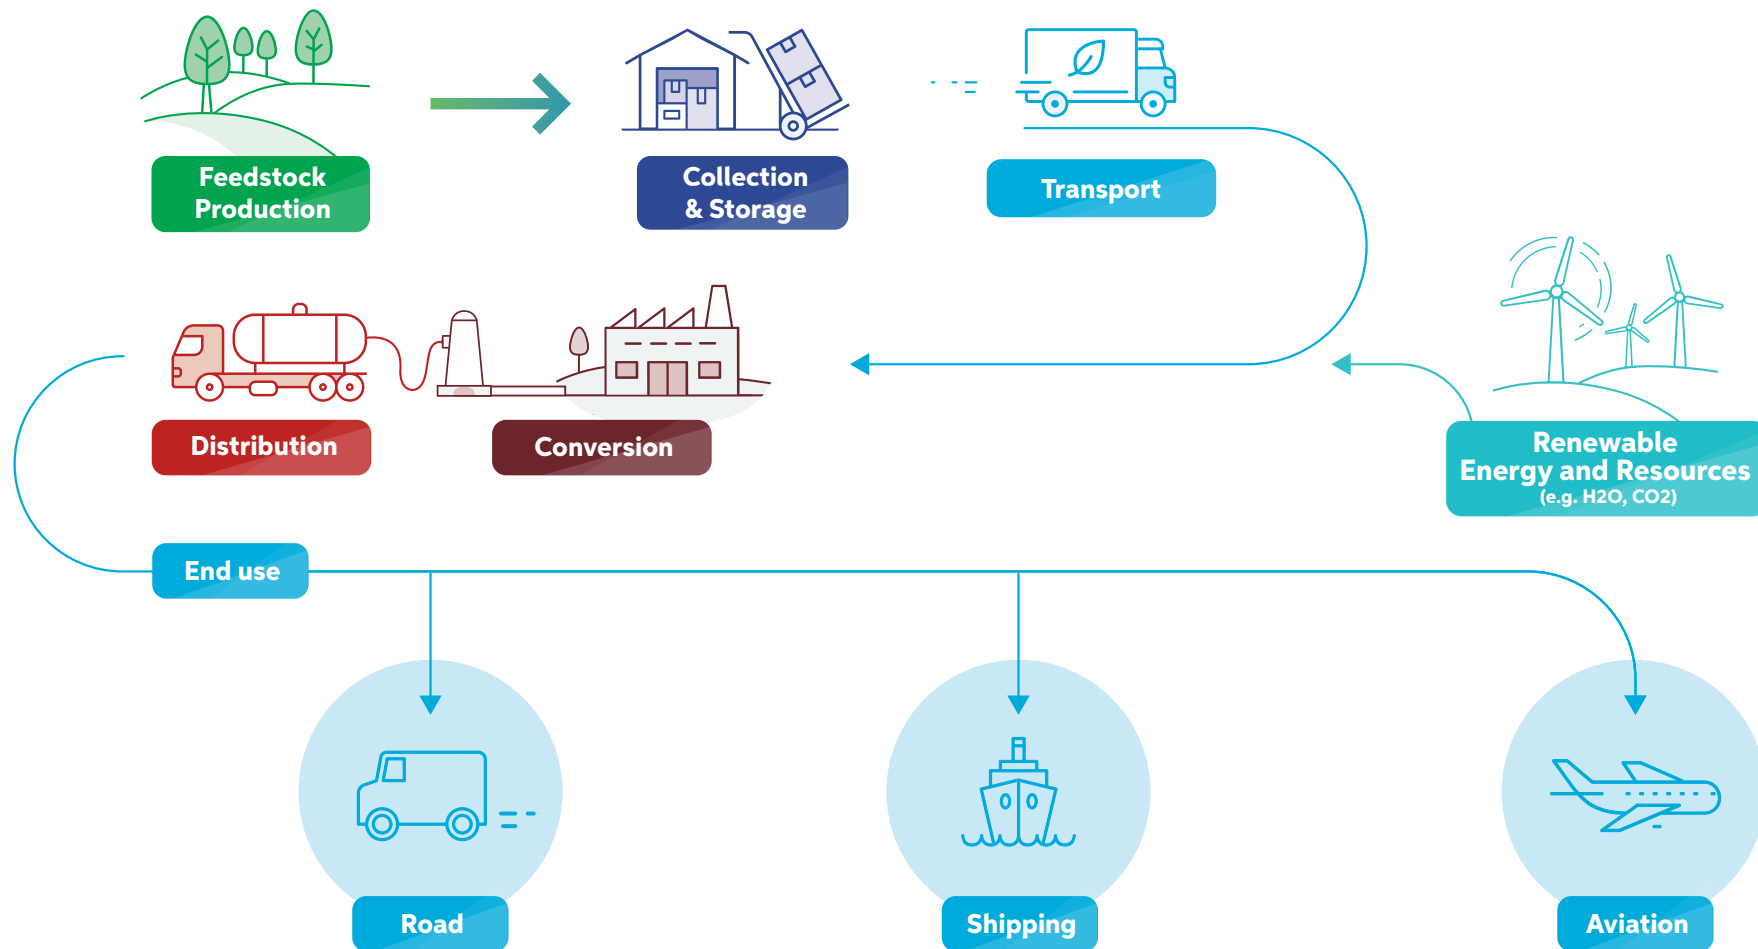 Feedstock
Production
Collection
& Storage
Transport
Distribution
Conversion
Renewable
Energy and Resources
(e.g. H2O, CO2)
End use
Road
Shipping
Aviation